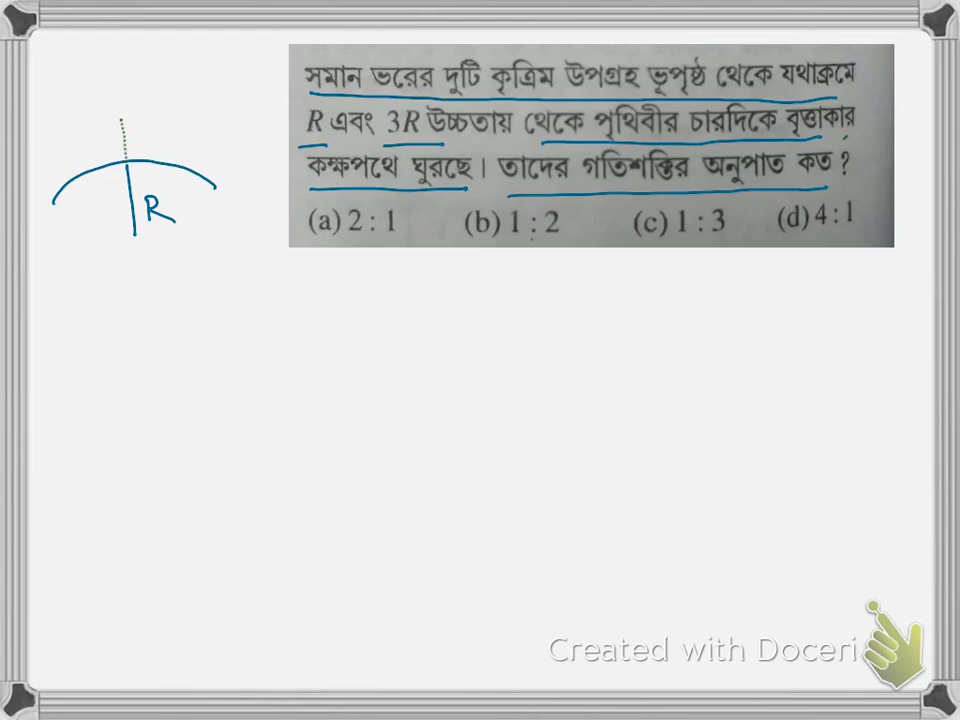 সমান ভরের দুটি কৃত্রিম উপগ্রহ ভূপৃষ্ঠ থেকে যথাক্রমে
R এবং 3R উচ্চতায় থেকে পৃথিবীর চারদিকে বৃত্তাকার
কক্ষপথে ঘুরছে। তাদের গতিশক্তির অনুপাত কত ?
(a) 2 : 1 (b) 1 : 2 (c) 1 : 3 (d) 4 : 1
R
Created with Doceri